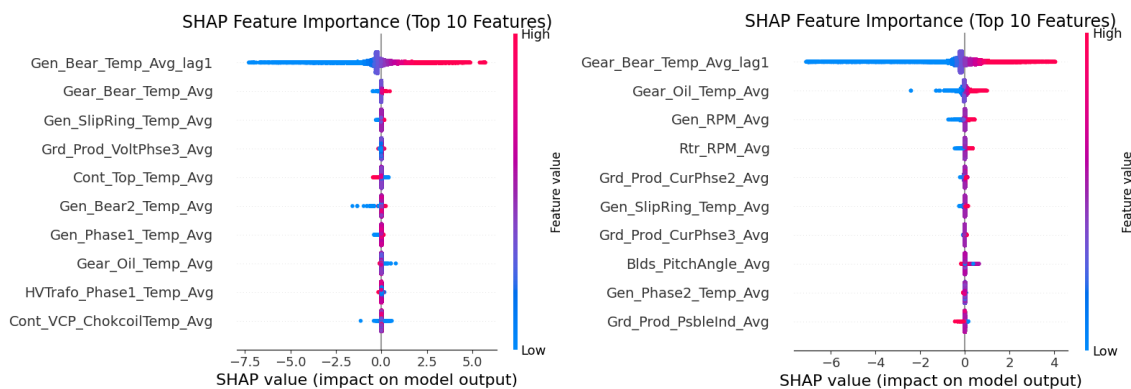 SHAP Feature Importance (Top 10 Features)
High
Gen_Bear_Temp_Avg_lag1
Gear_Bear_Temp_Avg
Gen_SlipRing_Temp_Avg
Grd_Prod_VoltPhse3_Avg
Cont_Top_Temp_Avg
Gen_Bear2_Temp_Avg
Gen_Phase1_Temp_Avg
Gear_Oil_Temp_Avg
HVTrafo_Phase1_Temp_Avg
Cont_VCP_ChokcoilTemp_Avg
Feature value
Low
−7.5 −5.0 −2.5 0.0 2.5 5.0
SHAP value (impact on model output)
SHAP Feature Importance (Top 10 Features)
High
Gear_Bear_Temp_Avg_lag1
Gear_Oil_Temp_Avg
Gen_RPM_Avg
Rtr_RPM_Avg
Grd_Prod_CurPhse2_Avg
Gen_SlipRing_Temp_Avg
Grd_Prod_CurPhse3_Avg
Blds_PitchAngle_Avg
Gen_Phase2_Temp_Avg
Grd_Prod_PsbleInd_Avg
Feature value
Low
−6 −4 −2 0 2 4
SHAP value (impact on model output)